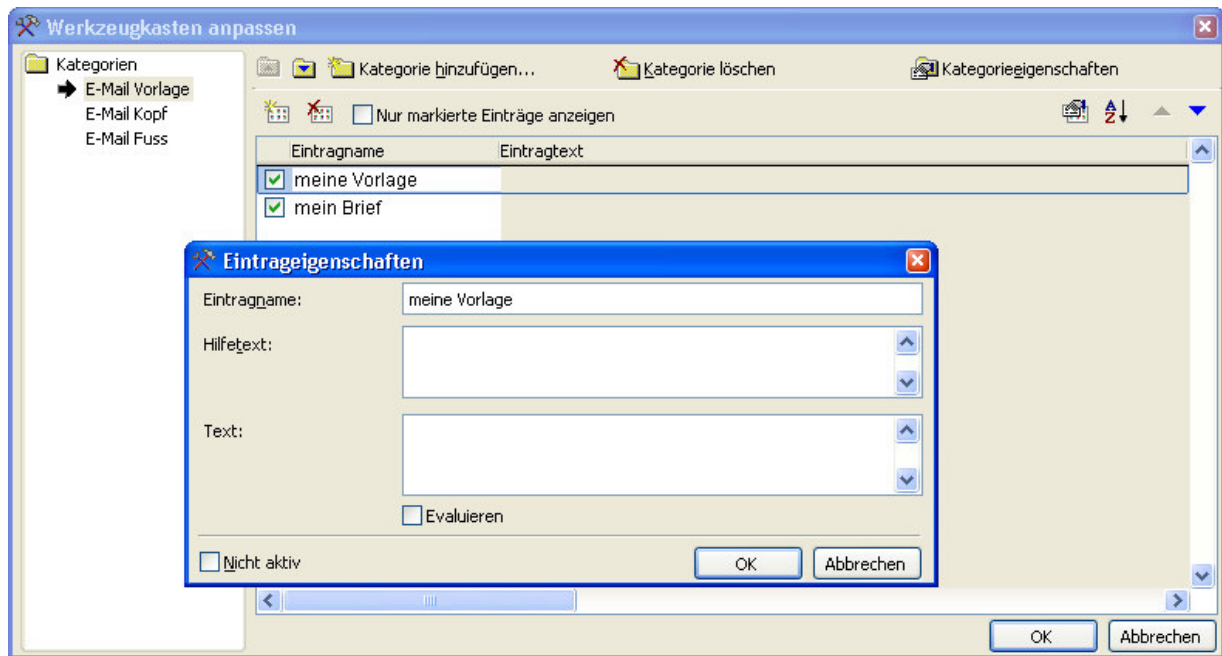 Werkzeugkasten anpassen
Kategorien
E-Mail Vorlage
E-Mail Kopf
E-Mail Fuss
Kategorie hinzufügen... Kategorie löschen Kategorieeigenschaften
Nur markierte Einträge anzeigen
Eintragname Eintragtext
meine Vorlage
mein Brief
Eintrageigenschaften
Eintragname: meine Vorlage
Hilfetext:
Text:
Evaluieren
Nicht aktiv OK Abbrechen
OK Abbrechen